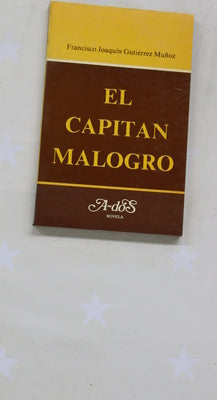 Francisco Joaquín Gutiérrez Muñoz
EL
CAPITAN
MALOGRO
A-doS
NOVELA